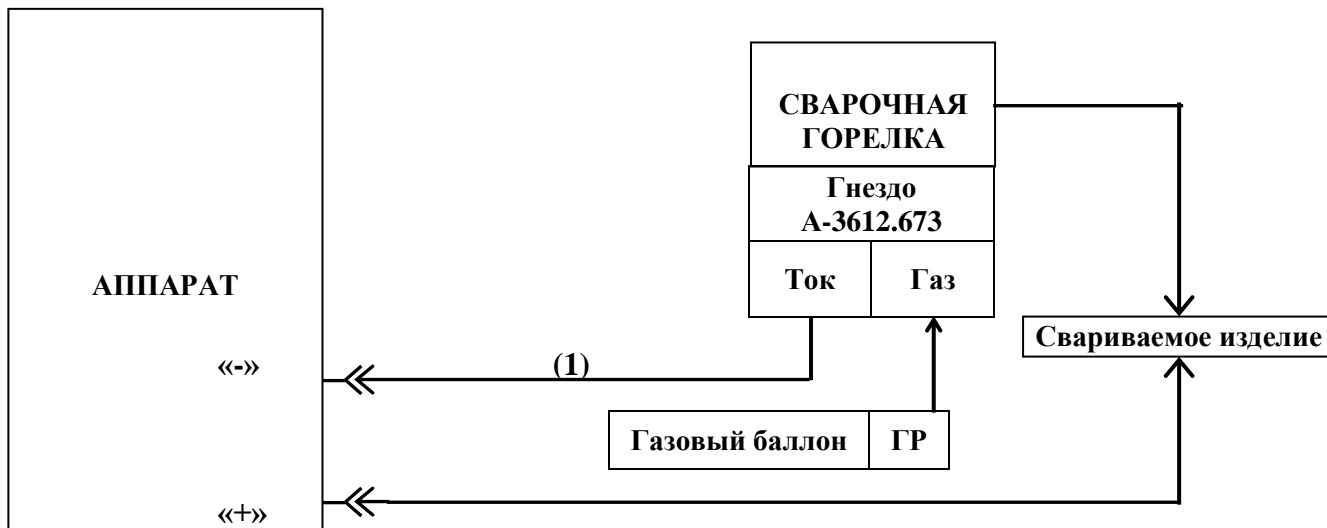 СВАРОЧНАЯ
ГОРЕЛКА
Гнездо
А-3612.673
АППАРАТ
Ток
Газ
Свариваемое изделие
«-»
(1)
Газовый баллон
ГР
«+»